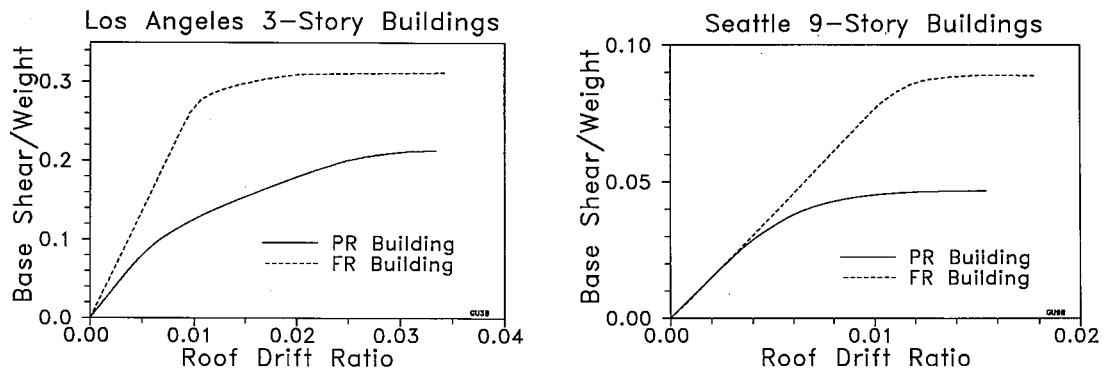 Los Angeles 3-Story Buildings
Base Shear/Weight
0.3
0.2
0.1
0.0
PR Building
FR Building
GU3B
0.00
0.01
0.02
0.03
0.04
Roof Drift Ratio
Seattle 9-Story Buildings
Base Shear/Weight
0.10
0.05
0.00
PR Building
FR Building
0.00
0.01
0.02
Roof Drift Ratio